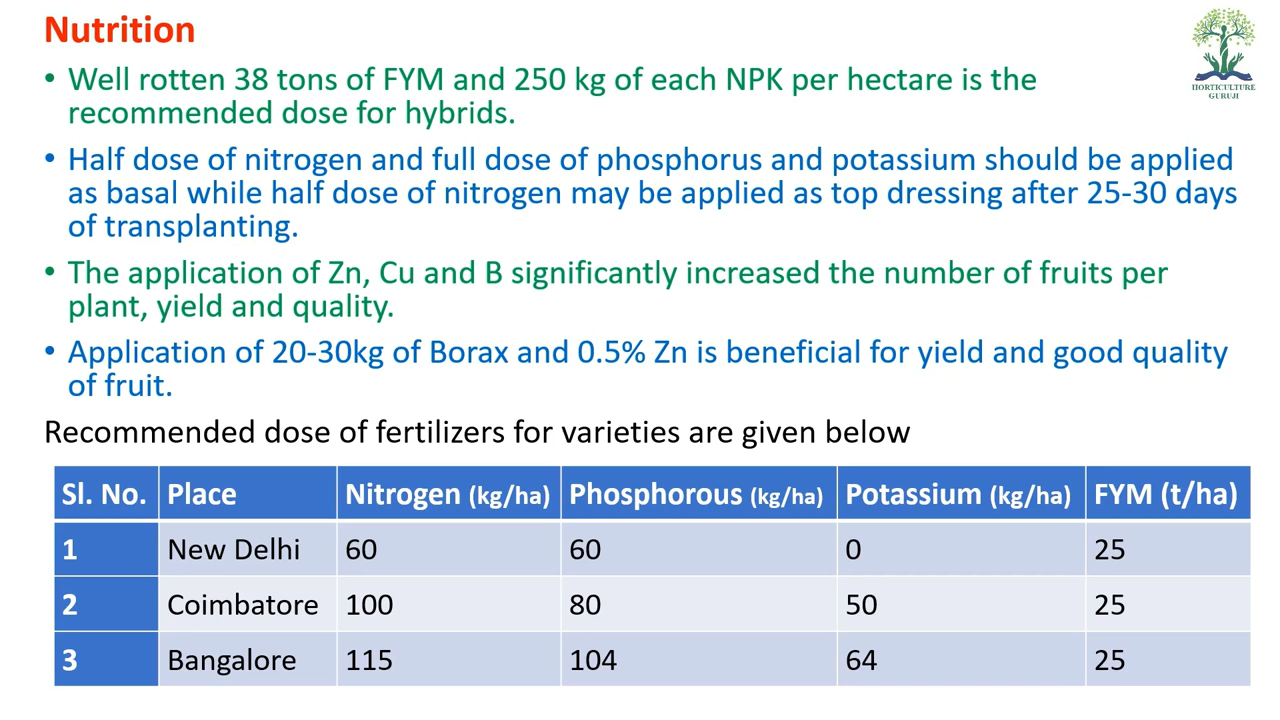 Nutrition
HORTICULTURE
GURUJI
• Well rotten 38 tons of FYM and 250 kg of each NPK per hectare is the
recommended dose for hybrids.
• Half dose of nitrogen and full dose of phosphorus and potassium should be applied
as basal while half dose of nitrogen may be applied as top dressing after 25-30 days
of transplanting.
• The application of Zn, Cu and B significantly increased the number of fruits per
plant, yield and quality.
• Application of 20-30kg of Borax and 0.5% Zn is beneficial for yield and good quality
of fruit.
Recommended dose of fertilizers for varieties are given below
Sl. No. Place Nitrogen (kg/ha) Phosphorous (kg/ha) Potassium (kg/ha) FYM (t/ha)
1 New Delhi 60 60 0 25
2 Coimbatore 100 80 50 25
3 Bangalore 115 104 64 25